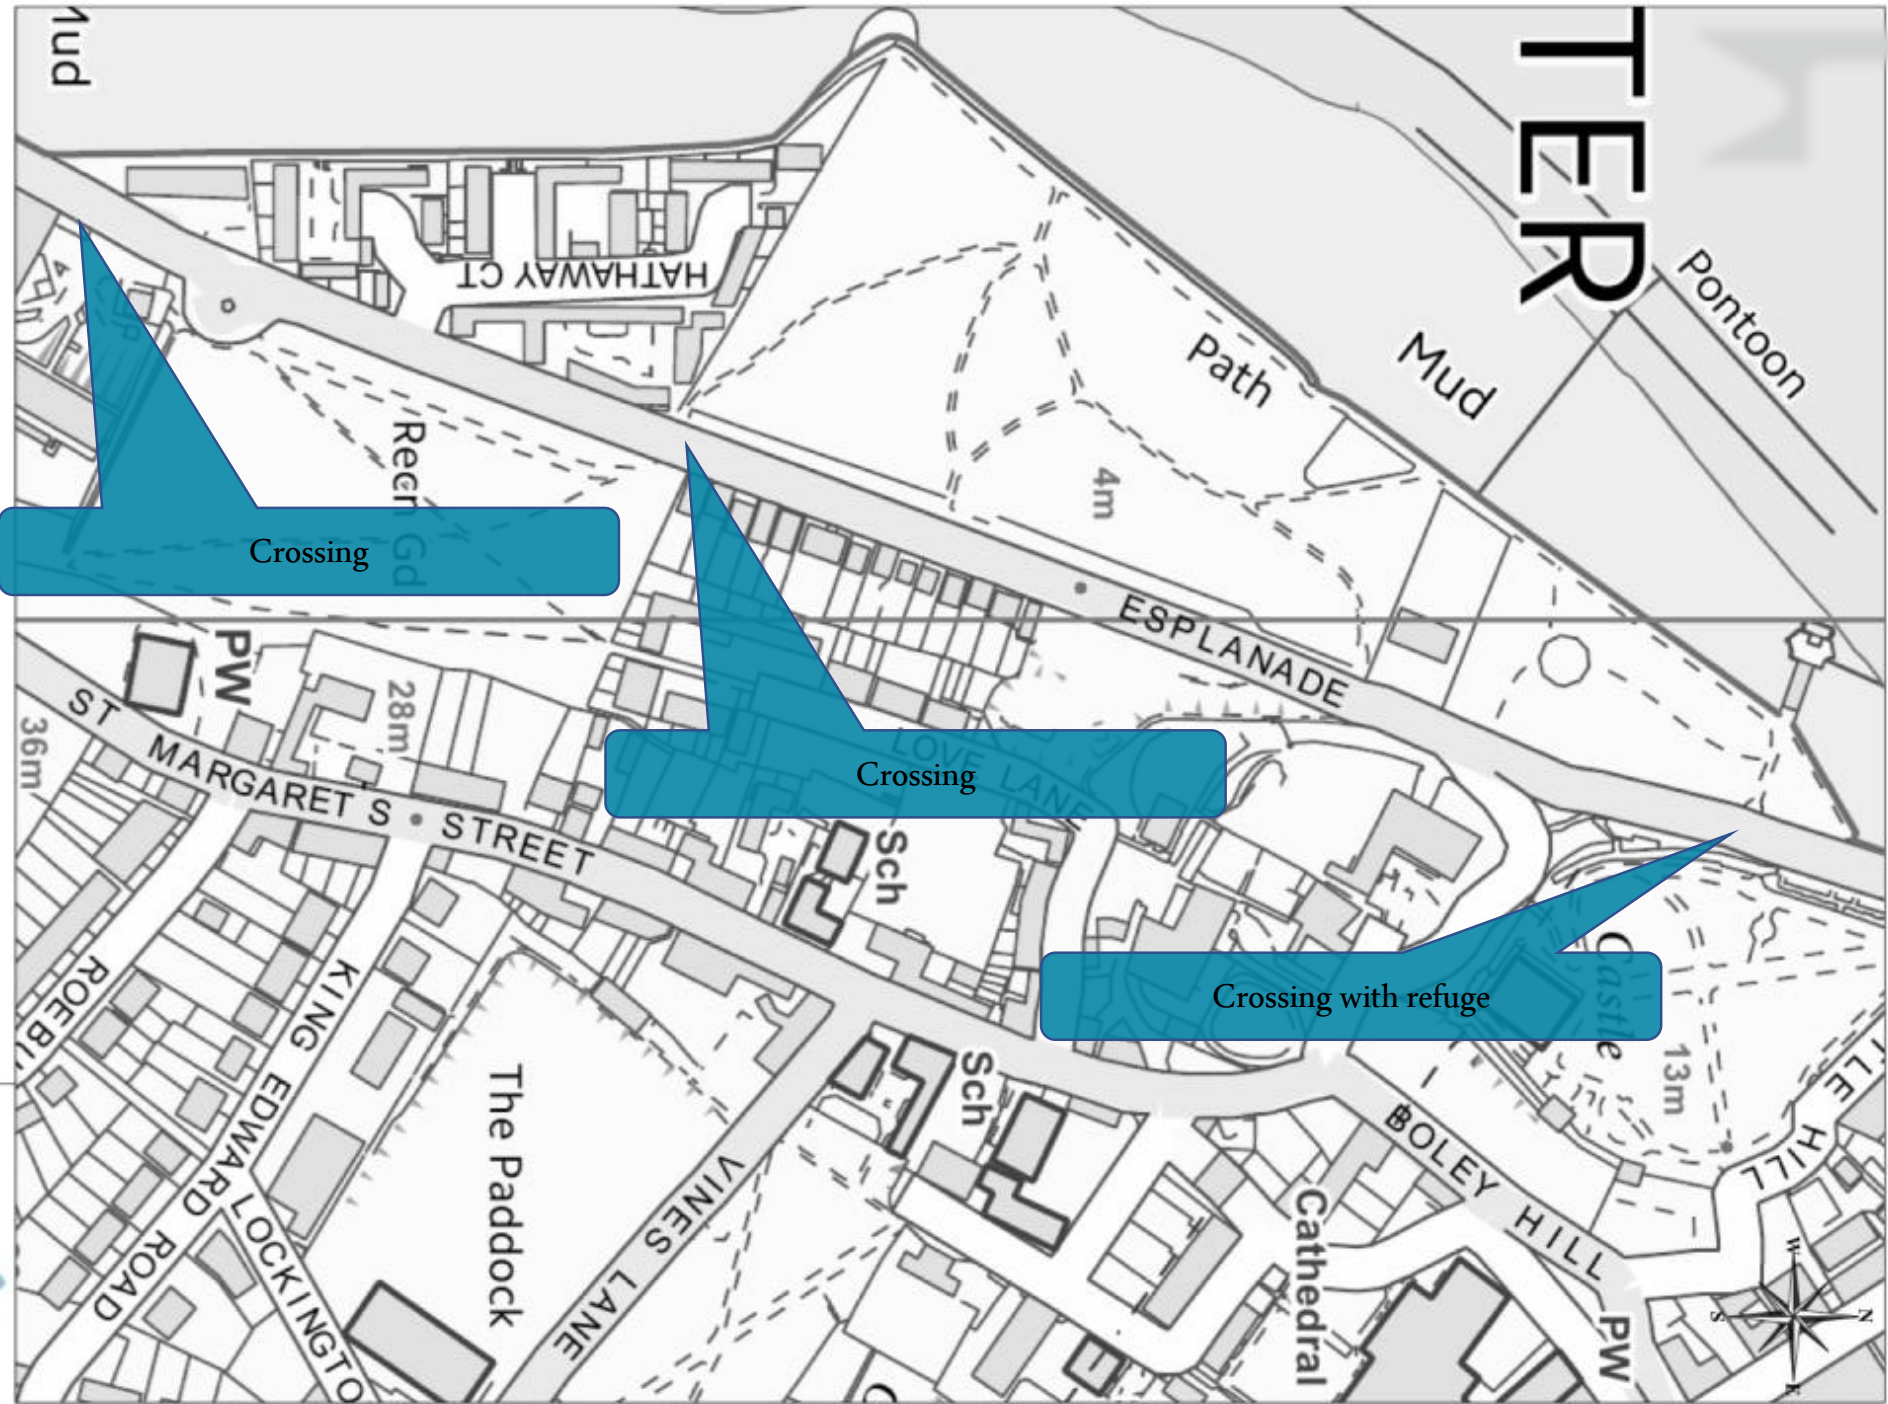 Mud
TER
Pontoon
Mud
Path
HATHAWAY CT
Recn Gd
4m
Crossing
ESPLANADE
PW
28m
36m
ST MARGARET S STREET
LOVE LANE
Crossing
Sch
Castle
Crossing with refuge
13m
KING EDWARD ROAD
The Paddock
Sch
VINES LANE
BOLEY HILL
HILL
Cathedral
PW
W
N
S
E